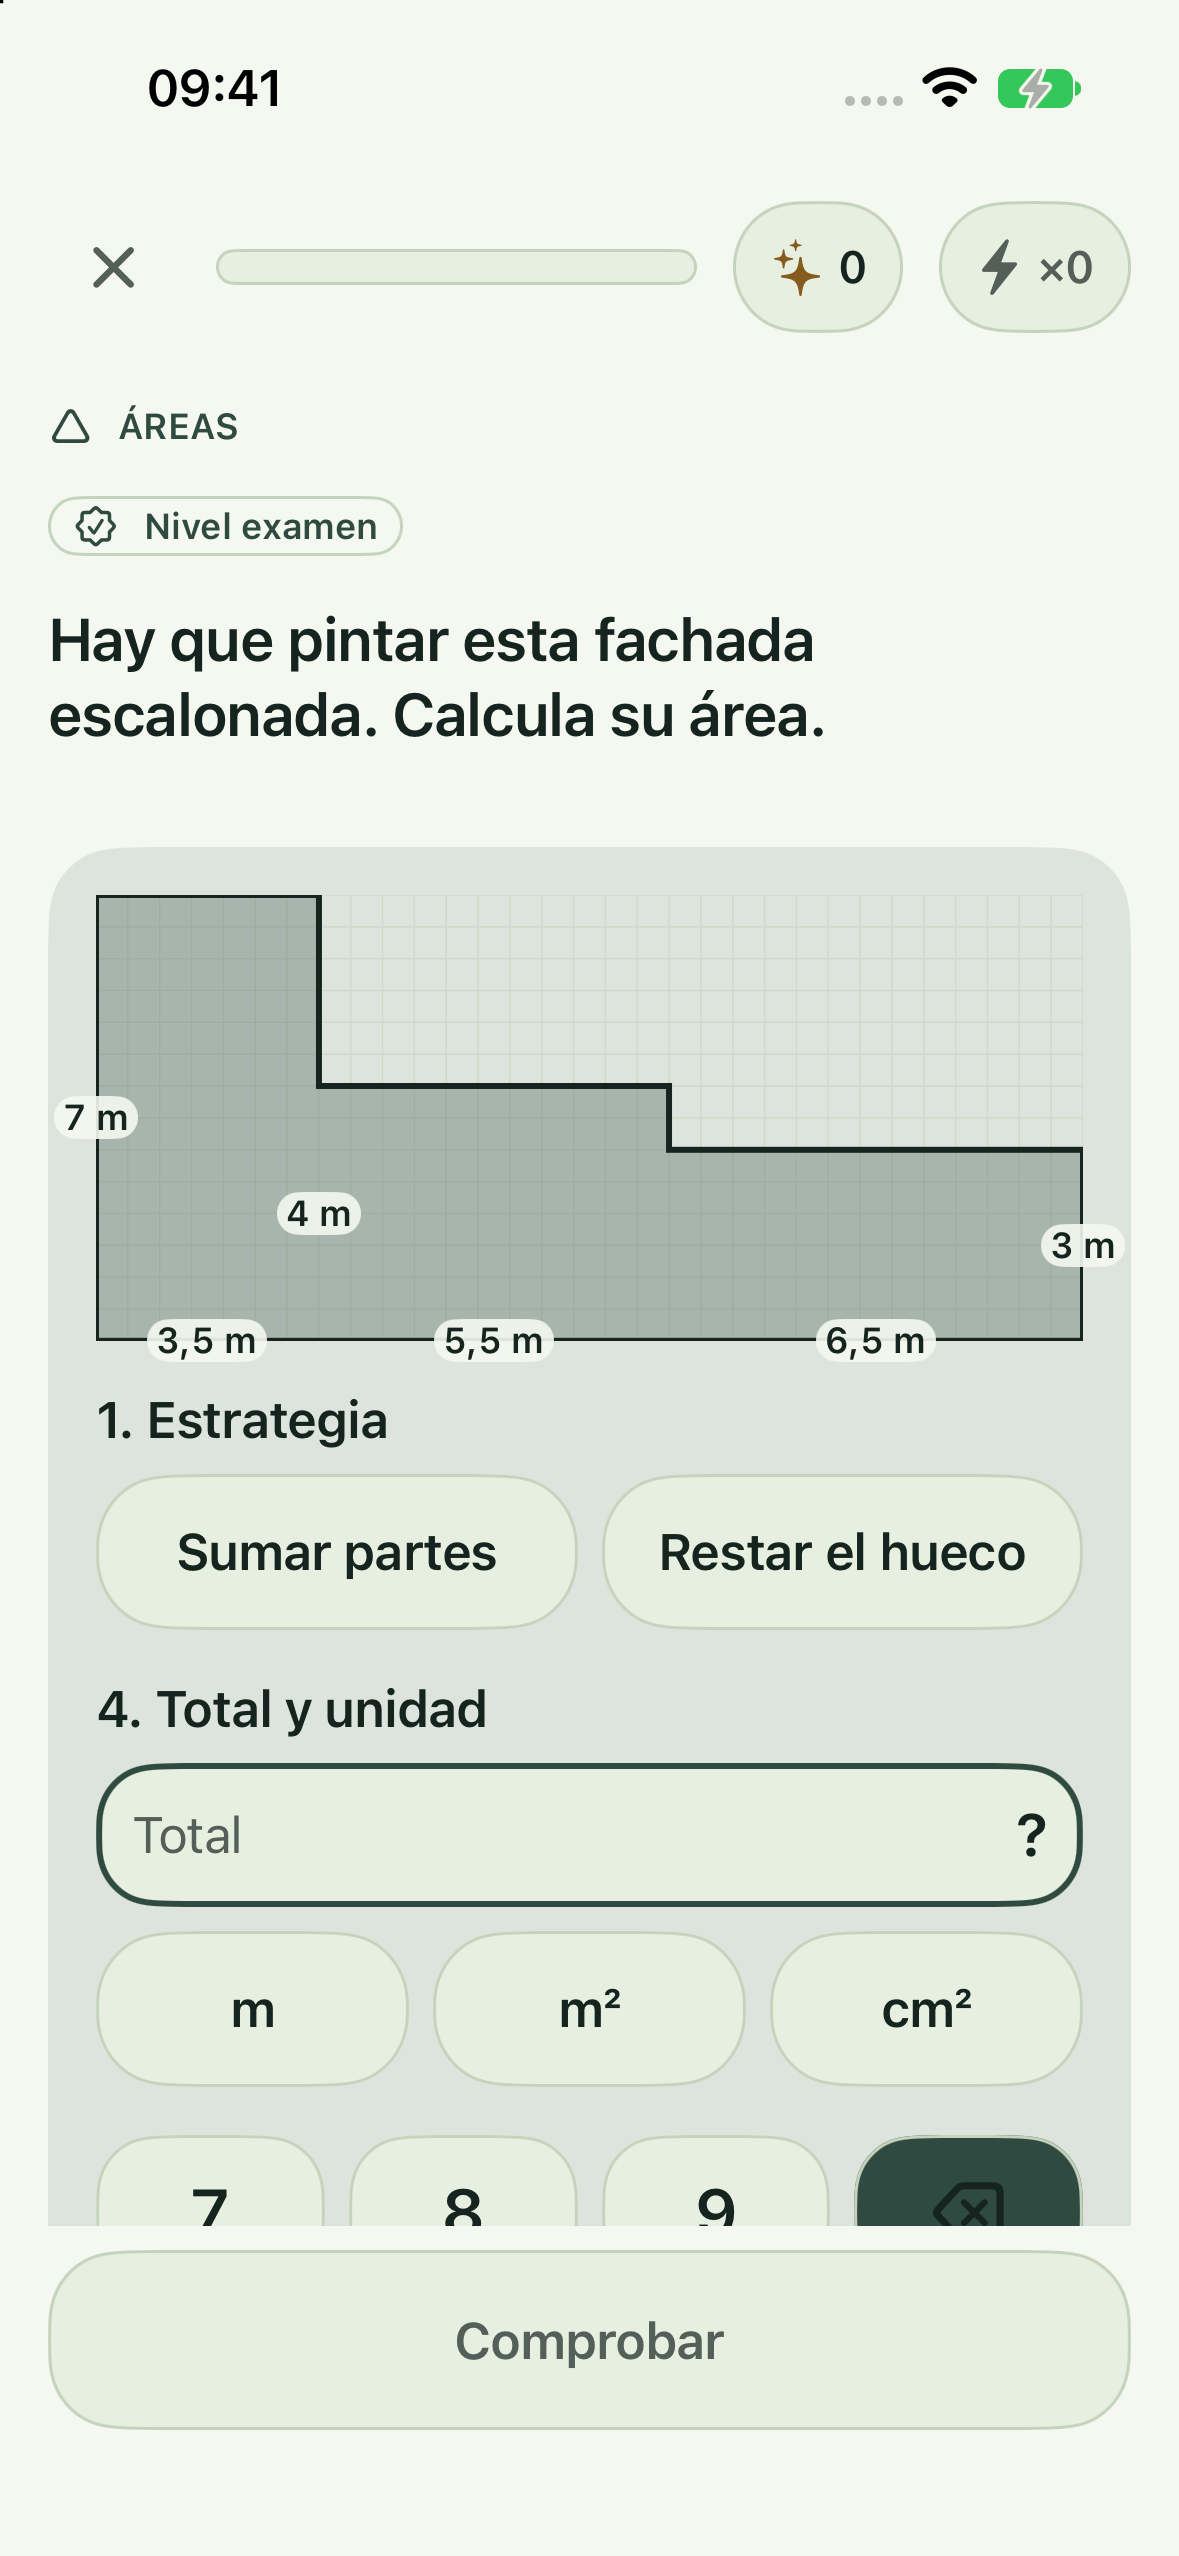 09:41
0
×0
ÁREAS
Nivel examen
Hay que pintar esta fachada
escalonada. Calcula su área.
7 m
4 m
3 m
3,5 m
5,5 m
6,5 m
1. Estrategia
Sumar partes
Restar el hueco
4. Total y unidad
Total
?
m
m²
cm²
7
8
9
Comprobar